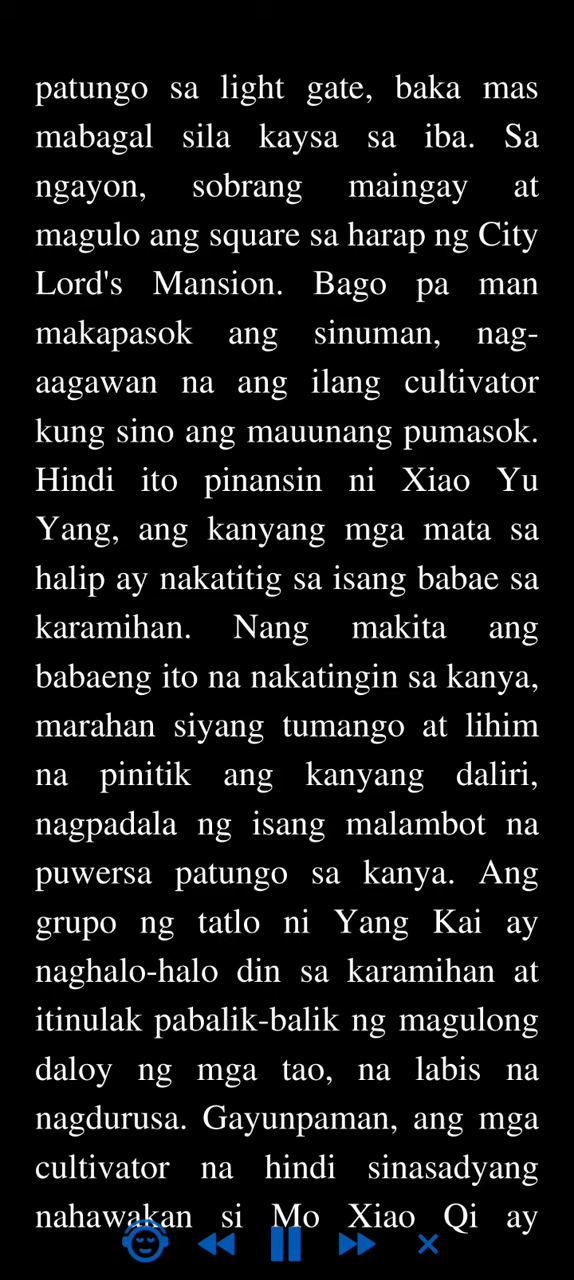 patungo sa light gate, baka mas
mabagal sila kaysa sa iba. Sa
ngayon, sobrang maingay at
magulo ang square sa harap ng City
Lord's Mansion. Bago pa man
makapasok ang sinuman, nag-
aagawan na ang ilang cultivator
kung sino ang mauunang pumasok.
Hindi ito pinansin ni Xiao Yu
Yang, ang kanyang mga mata sa
halip ay nakatitig sa isang babae sa
karamihan. Nang makita ang
babaeng ito na nakatingin sa kanya,
marahan siyang tumango at lihim
na pinitik ang kanyang daliri,
nagpadala ng isang malambot na
puwersa patungo sa kanya. Ang
grupo ng tatlo ni Yang Kai ay
naghalo-halo din sa karamihan at
itinulak pabalik-balik ng magulong
daloy ng mga tao, na labis na
nagdurusa. Gayunpaman, ang mga
cultivator na hindi sinasadyang
nahawakan si Mo Xiao Qi ay